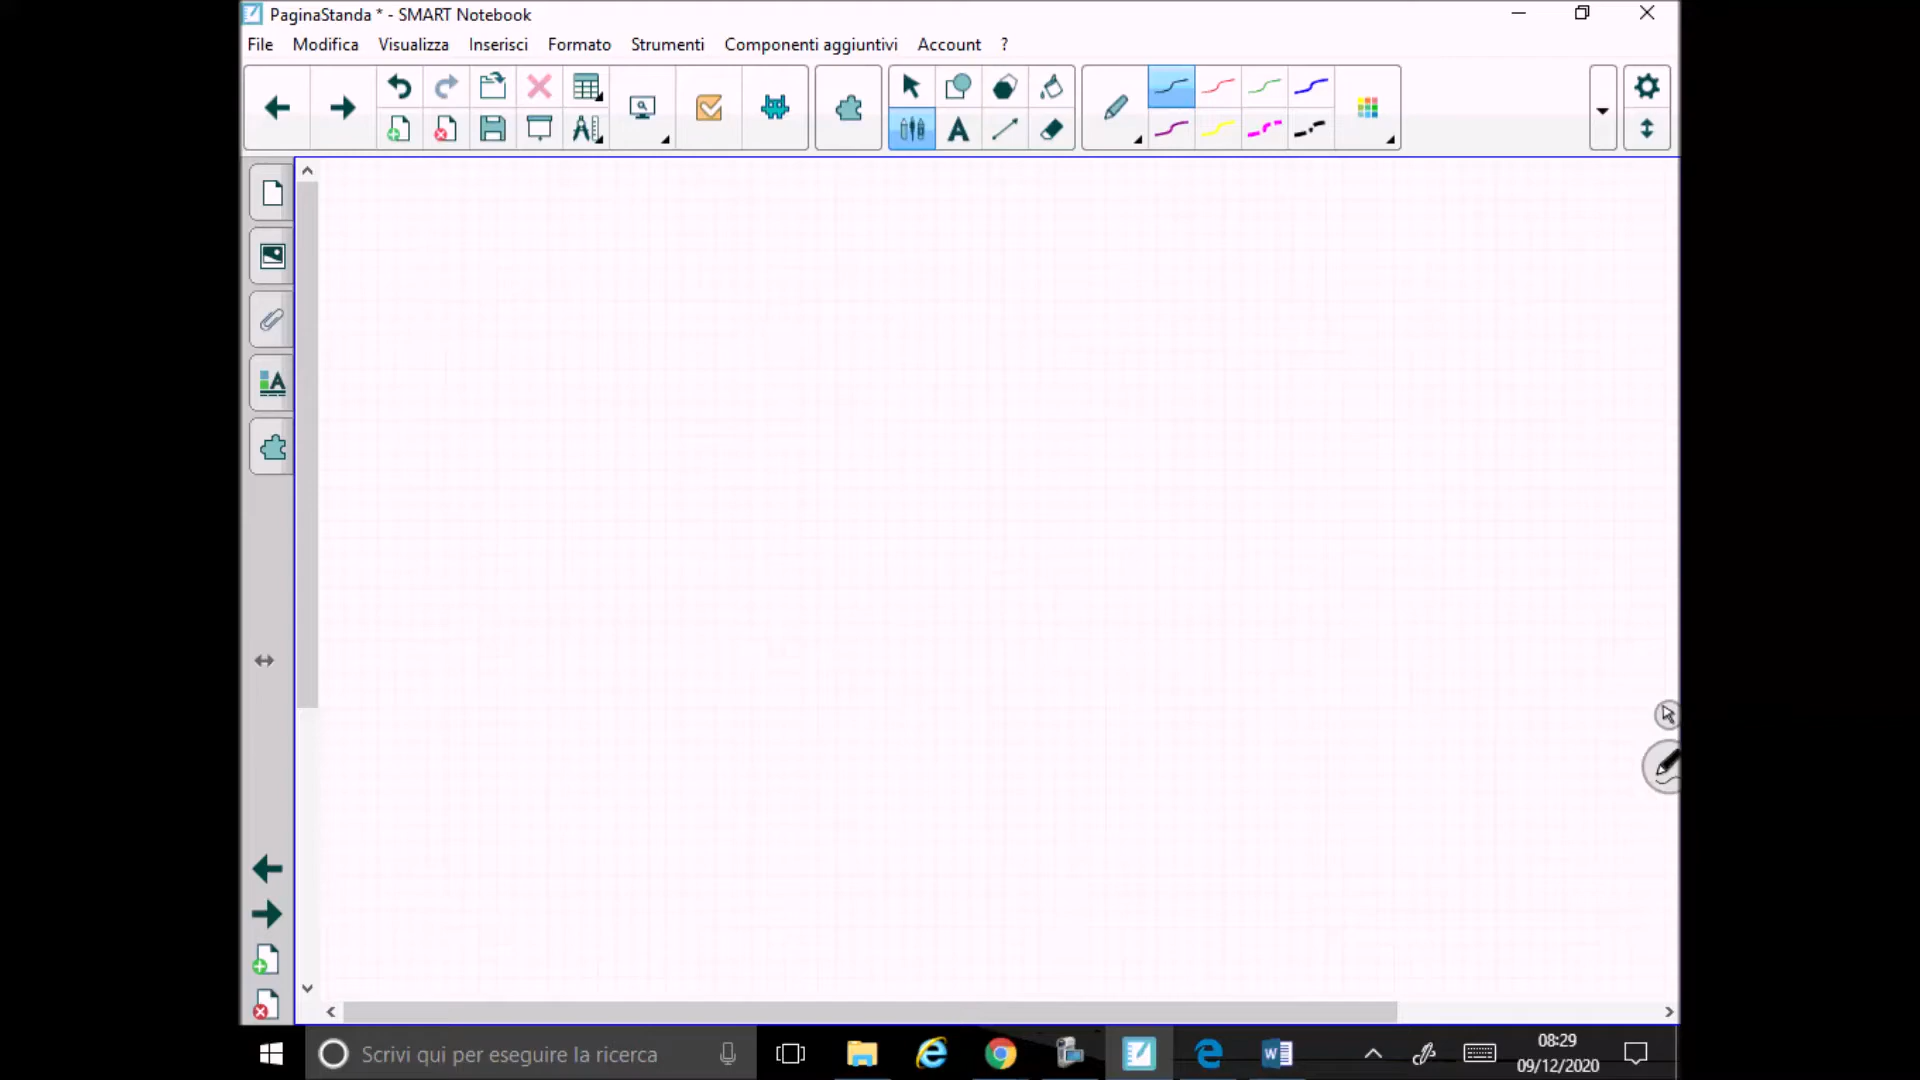 PaginaStanda * - SMART Notebook
File Modifica Visualizza Inserisci Formato Strumenti Componenti aggiuntivi Account ?
Scrivi qui per eseguire la ricerca
08:29
09/12/2020